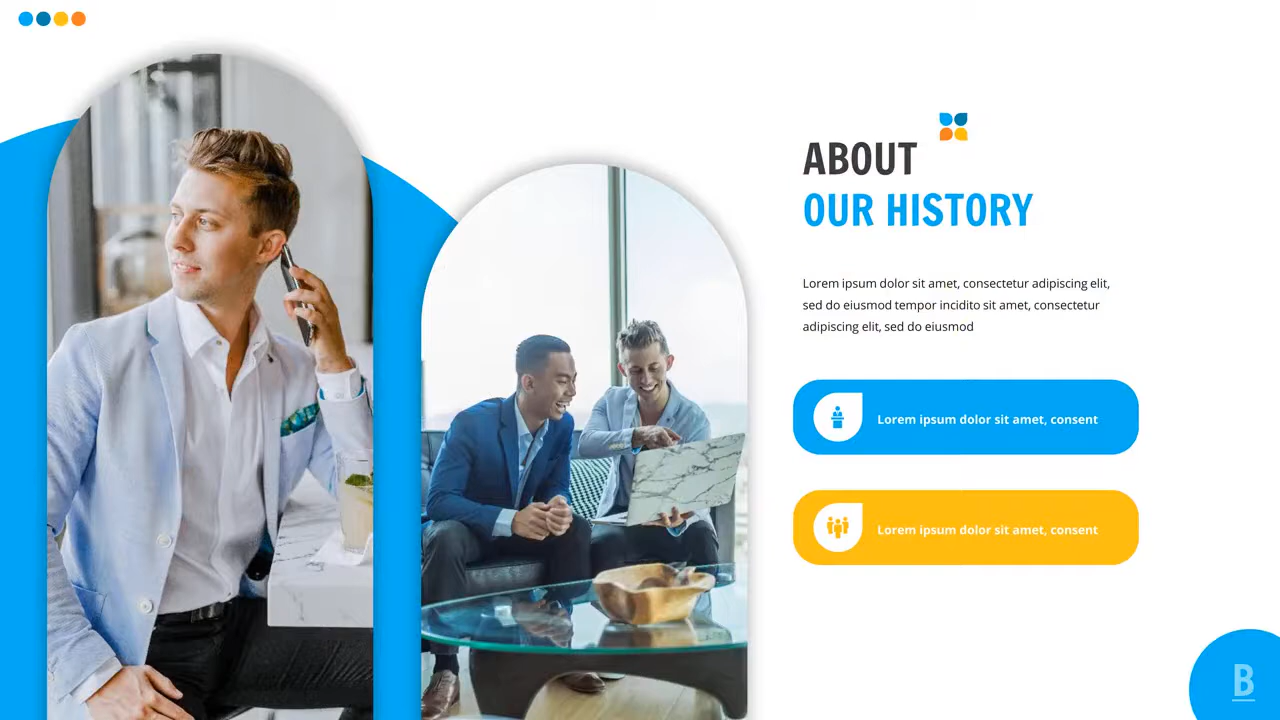 ABOUT
OUR HISTORY
Lorem ipsum dolor sit amet, consectetur adipiscing elit,
sed do eiusmod tempor incidito sit amet, consectetur
adipiscing elit, sed do eiusmod
Lorem ipsum dolor sit amet, consent
Lorem ipsum dolor sit amet, consent
B